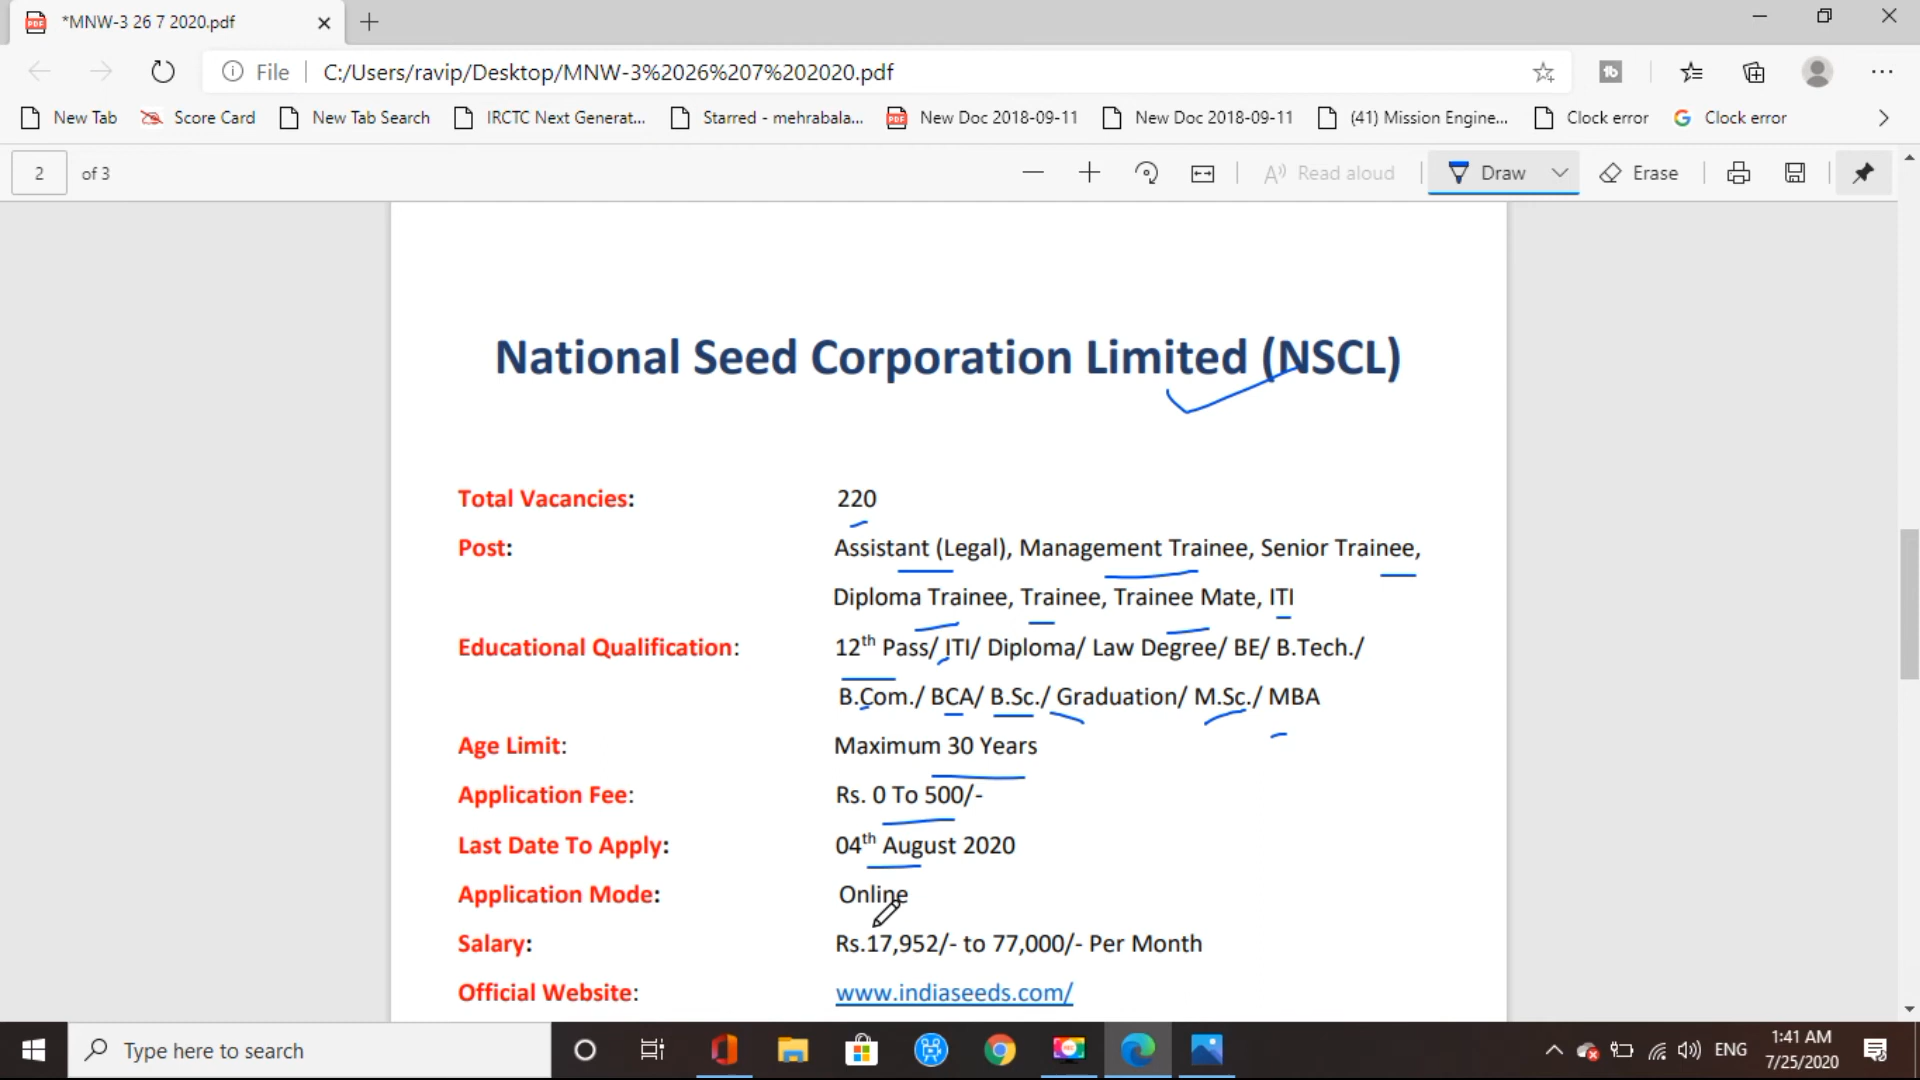 *MNW-3 26 7 2020.pdf
File C:/Users/ravip/Desktop/MNW-3%2026%207%202020.pdf
New Tab Score Card New Tab Search IRCTC Next Generat... Starred - mehrabala... New Doc 2018-09-11 New Doc 2018-09-11 (41) Mission Engine... Clock error Clock error
2 of 3 Read aloud Draw Erase
National Seed Corporation Limited (NSCL)
Total Vacancies: 220
Post: Assistant (Legal), Management Trainee, Senior Trainee,
Diploma Trainee, Trainee, Trainee Mate, ITI
Educational Qualification: 12th Pass/ ITI/ Diploma/ Law Degree/ BE/ B.Tech./
B.Com./ BCA/ B.Sc./ Graduation/ M.Sc./ MBA
Age Limit: Maximum 30 Years
Application Fee: Rs. 0 To 500/-
Last Date To Apply: 04th August 2020
Application Mode: Online
Salary: Rs.17,952/- to 77,000/- Per Month
Official Website: www.indiaseeds.com/
Type here to search ENG 1:41 AM
7/25/2020